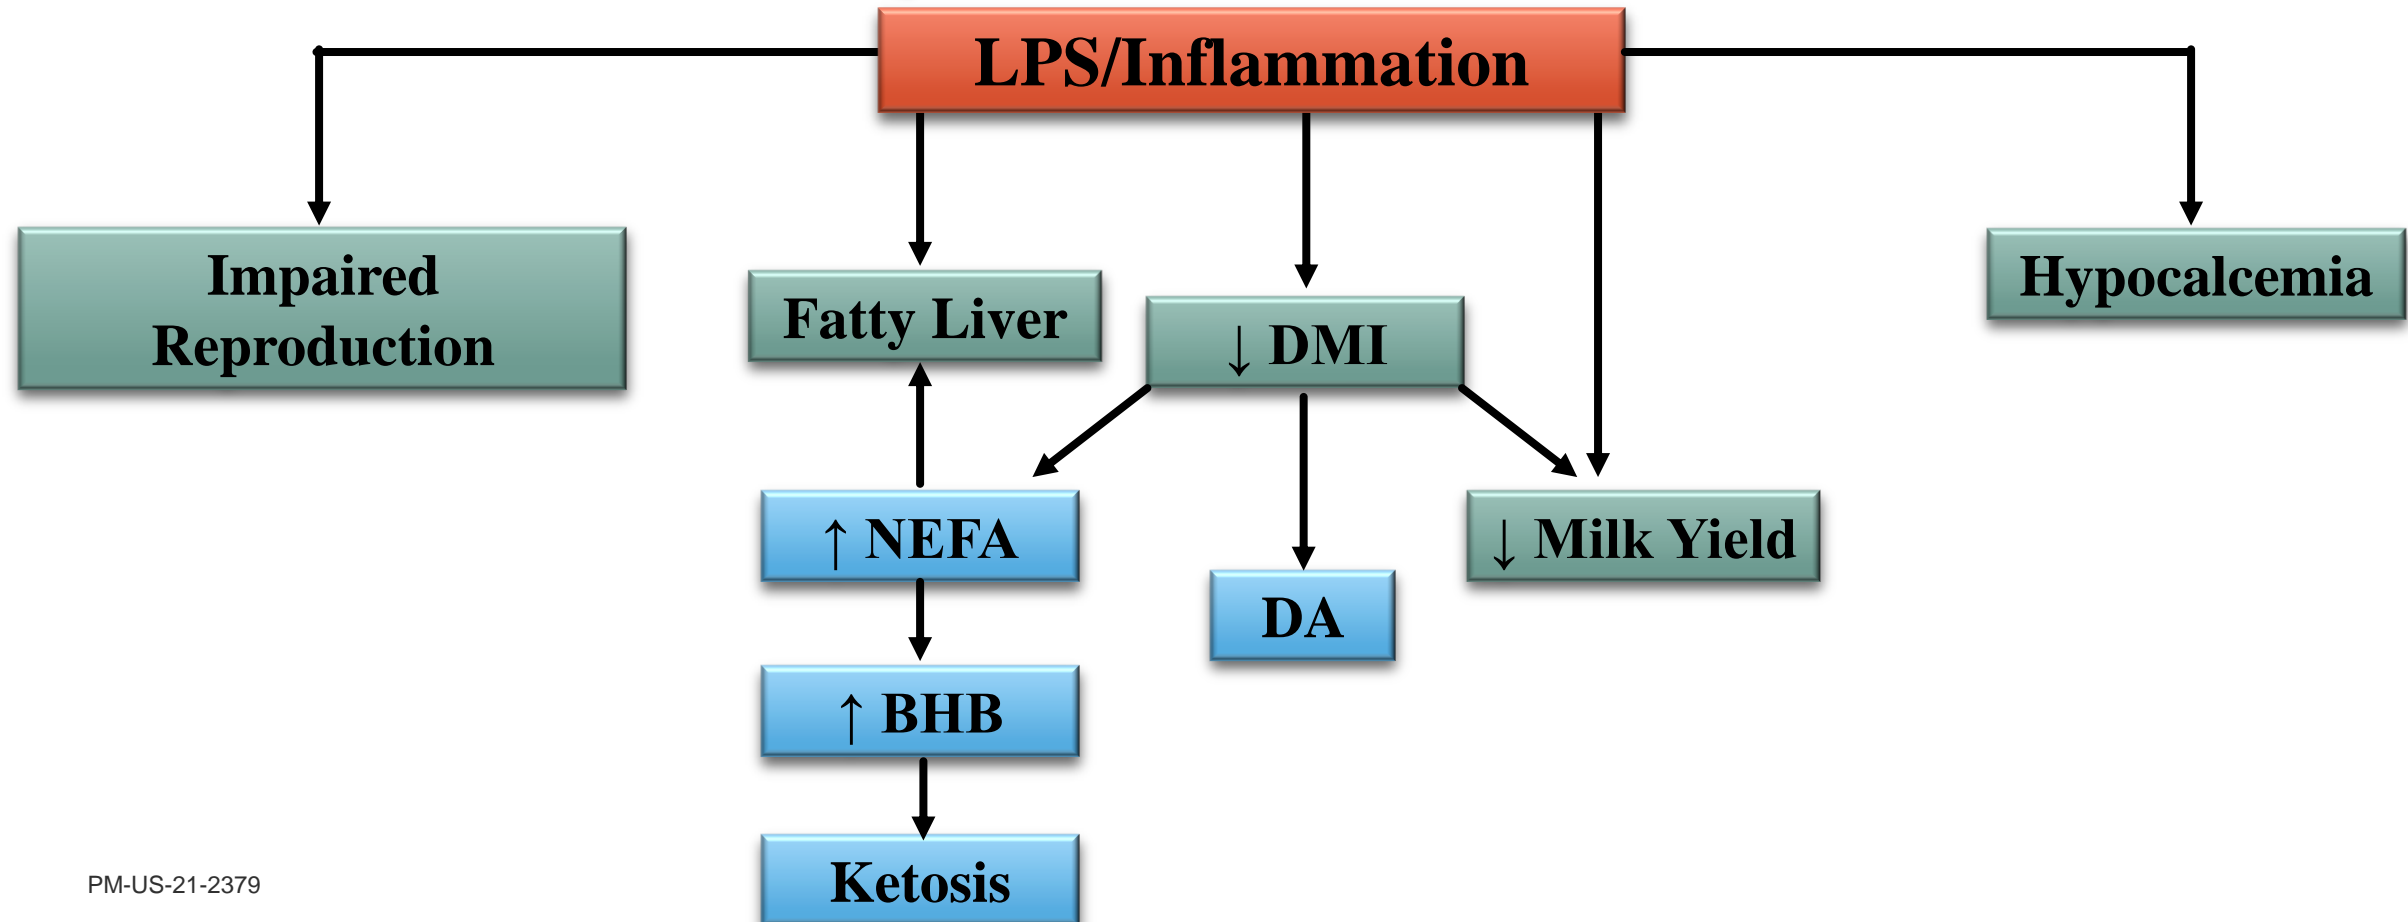 LPS/Inflammation
Impaired
Reproduction
Fatty Liver
↓ DMI
Hypocalcemia
↑ NEFA
↓ Milk Yield
DA
↑ BHB
Ketosis
PM-US-21-2379